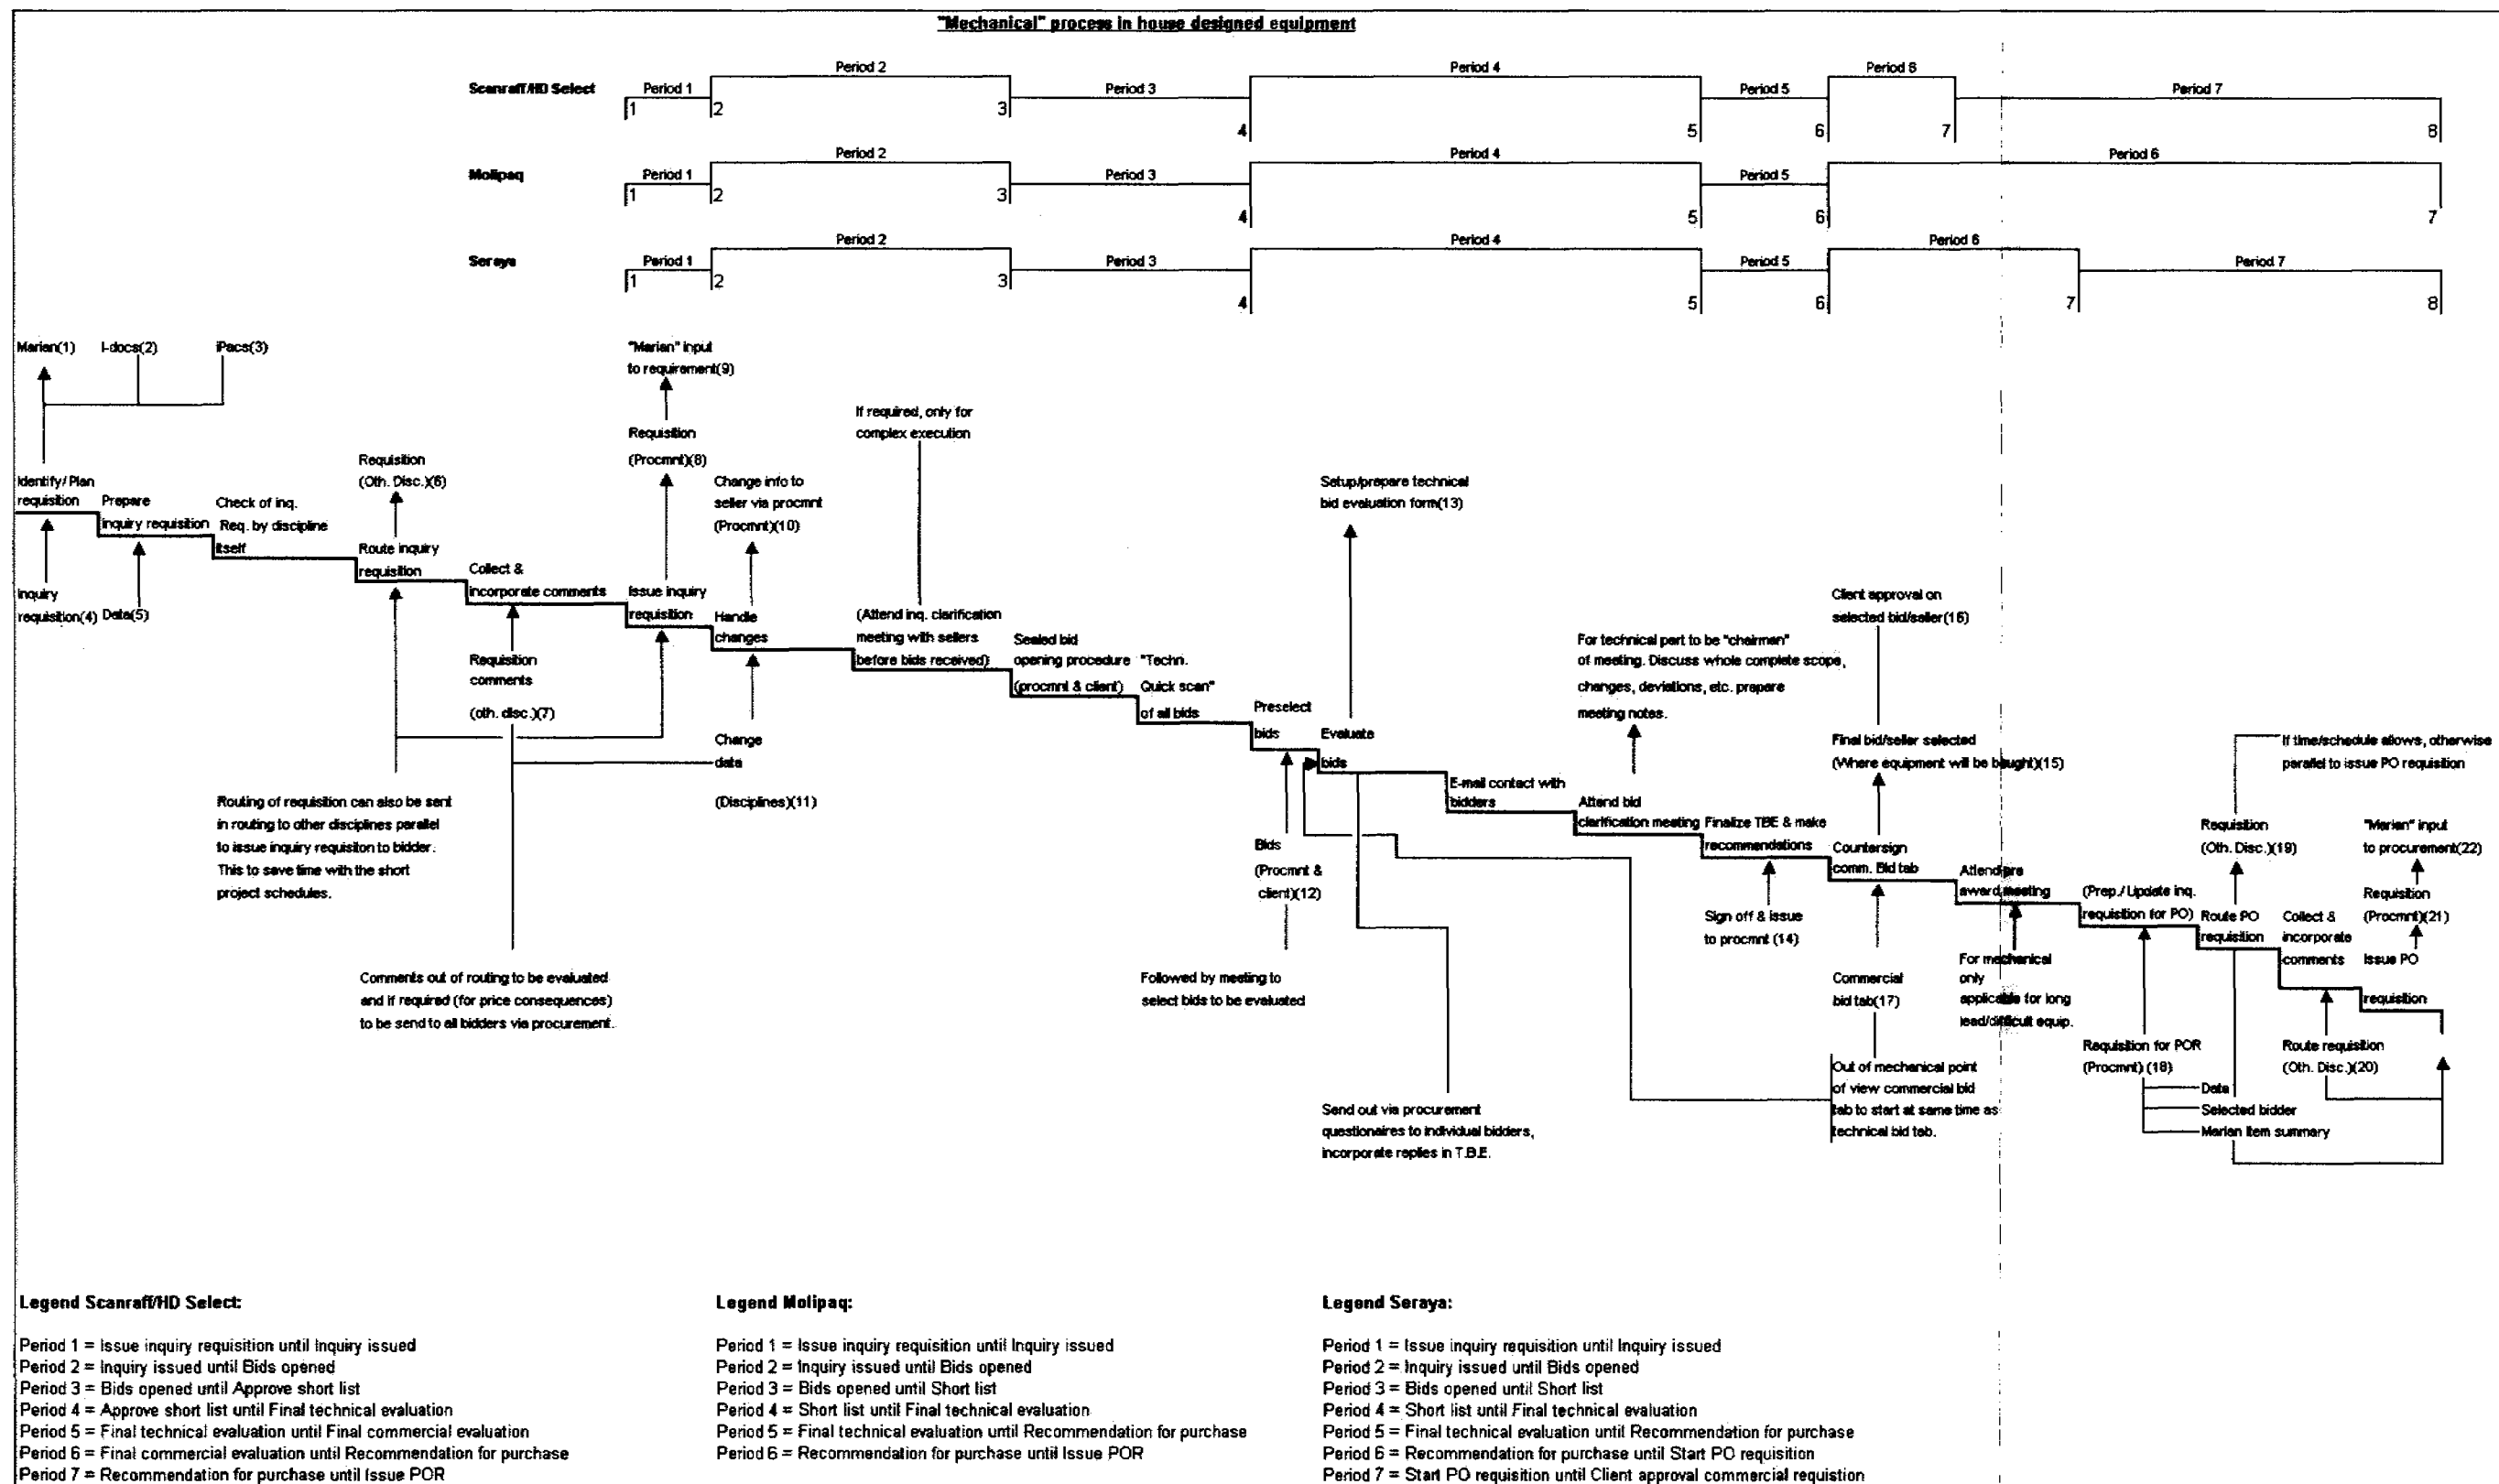 "Mechanical" process in house designed equipment
Scanraff/HD Select
Period 1
Period 2
Period 3
Period 4
Period 5
Period 6
Period 7
1
2
3
4
5
6
7
8
Molipaq
Period 1
Period 2
Period 3
Period 4
Period 5
Period 6
1
2
3
4
5
6
7
Seraya
Period 1
Period 2
Period 3
Period 4
Period 5
Period 6
Period 7
1
2
3
4
5
6
7
8
Marian(1)
I-docs(2)
iPacs(3)
Identify/Plan
requisition
Inquiry
requisition(4)
Prepare
inquiry requisition
Data(5)
Check of inq.
Req. by discipline
itself
Requisition
(Oth. Disc.)(6)
Route inquiry
requisition
Routing of requisition can also be sent
in routing to other disciplines parallel
to issue inquiry requisiton to bidder.
This to save time with the short
project schedules.
Collect &
incorporate comments
Requisition
comments
(oth. disc.)(7)
Comments out of routing to be evaluated
and if required (for price consequences)
to be send to all bidders via procurement.
"Marian" input
to requirement(9)
Requisition
(Procmnt)(8)
Issue inquiry
requisition
Change info to
seller via procmnt
(Procmnt)(10)
Handle
changes
Change
data
(Disciplines)(11)
If required, only for
complex execution
(Attend inq. clarification
meeting with sellers
before bids received)
Sealed bid
opening procedure
(procmnt & client)
"Techn.
Quick scan"
of all bids
Preselect
bids
Bids
(Procmnt &
client)(12)
Followed by meeting to
select bids to be evaluated
Setup/prepare technical
bid evaluation form(13)
Evaluate
bids
Send out via procurement
questionaires to individual bidders,
incorporate replies in T.B.E.
E-mail contact with
bidders
For technical part to be "chairman"
of meeting. Discuss whole complete scope,
changes, deviations, etc. prepare
meeting notes.
Attend bid
clarification meeting
Finalize TBE & make
recommendations
Sign off & issue
to procmnt (14)
Client approval on
selected bid/seller(16)
Final bid/seller selected
(Where equipment will be bought)(15)
Countersign
comm. Bid tab
Commercial
bid tab(17)
Out of mechanical point
of view commercial bid
tab to start at same time as
technical bid tab.
Attend pre
award meeting
For mechanical
only
applicable for long
lead/difficult equip.
(Prep./Update inq.
requisition for PO)
Requisition for POR
(Procmnt) (18)
Data
Selected bidder
Marian item summary
If time/schedule allows, otherwise
parallel to issue PO requisition
Requisition
(Oth. Disc.)(19)
Route PO
requisition
Collect &
incorporate
comments
Route requisition
(Oth. Disc.)(20)
"Marian" input
to procurement(22)
Requisition
(Procmnt)(21)
Issue PO
requisition
Legend Scanraff/HD Select:
Period 1 = Issue inquiry requisition until Inquiry issued
Period 2 = Inquiry issued until Bids opened
Period 3 = Bids opened until Approve short list
Period 4 = Approve short list until Final technical evaluation
Period 5 = Final technical evaluation until Final commercial evaluation
Period 6 = Final commercial evaluation until Recommendation for purchase
Period 7 = Recommendation for purchase until Issue POR
Legend Molipaq:
Period 1 = Issue inquiry requisition until Inquiry issued
Period 2 = Inquiry issued until Bids opened
Period 3 = Bids opened until Short list
Period 4 = Short list until Final technical evaluation
Period 5 = Final technical evaluation until Recommendation for purchase
Period 6 = Recommendation for purchase until Issue POR
Legend Seraya:
Period 1 = Issue inquiry requisition until Inquiry issued
Period 2 = Inquiry issued until Bids opened
Period 3 = Bids opened until Short list
Period 4 = Short list until Final technical evaluation
Period 5 = Final technical evaluation until Recommendation for purchase
Period 6 = Recommendation for purchase until Start PO requisition
Period 7 = Start PO requisition until Client approval commercial requistion